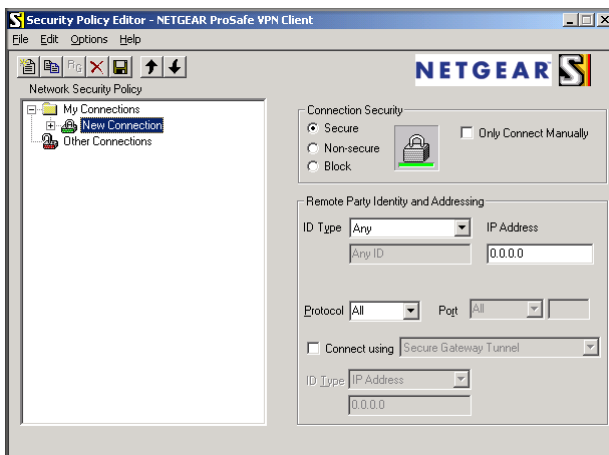 Security Policy Editor - NETGEAR ProSafe VPN Client
File Edit Options Help
NETGEAR S
Network Security Policy
My Connections
New Connection
Other Connections
Connection Security
Secure
Non-secure
Block
Only Connect Manually
Remote Party Identity and Addressing
ID Type Any IP Address
Any ID 0.0.0.0
Protocol All Port All
Connect using Secure Gateway Tunnel
ID Type IP Address
0.0.0.0